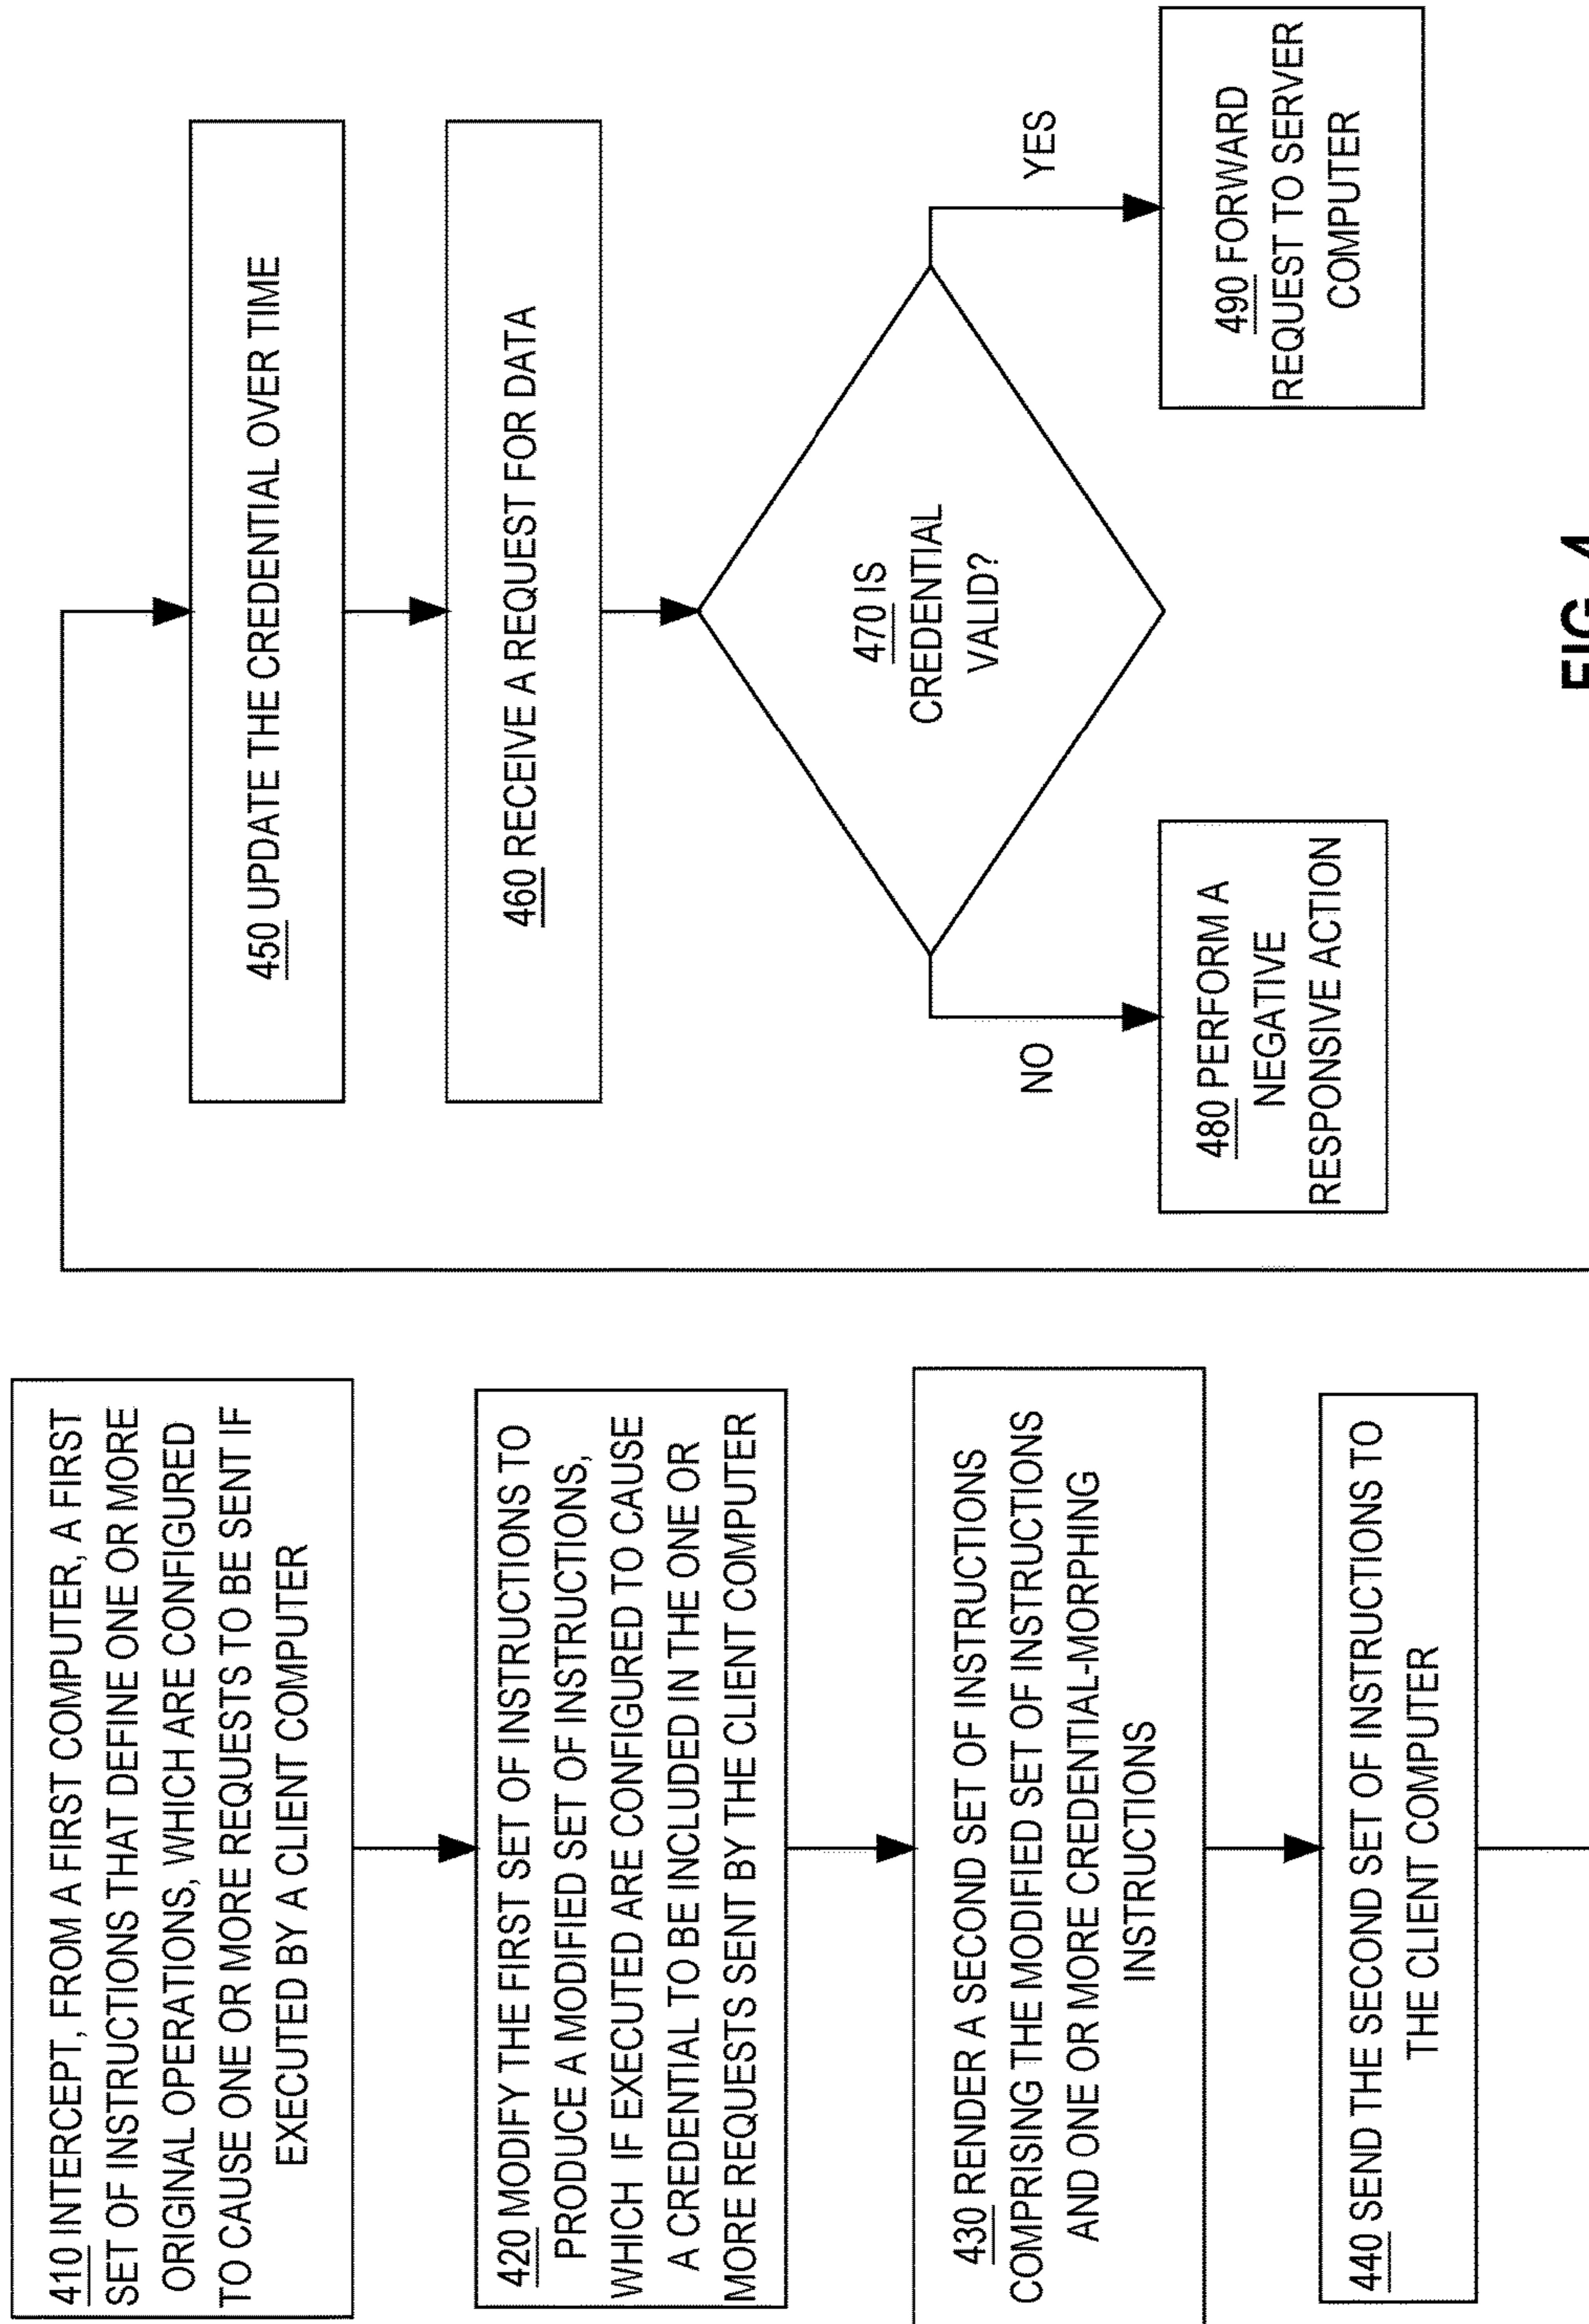 410 INTERCEPT, FROM A FIRST COMPUTER, A FIRST
SET OF INSTRUCTIONS THAT DEFINE ONE OR MORE
ORIGINAL OPERATIONS, WHICH ARE CONFIGURED
TO CAUSE ONE OR MORE REQUESTS TO BE SENT IF
EXECUTED BY A CLIENT COMPUTER
420 MODIFY THE FIRST SET OF INSTRUCTIONS TO
PRODUCE A MODIFIED SET OF INSTRUCTIONS,
WHICH IF EXECUTED ARE CONFIGURED TO CAUSE
A CREDENTIAL TO BE INCLUDED IN THE ONE OR
MORE REQUESTS SENT BY THE CLIENT COMPUTER
430 RENDER A SECOND SET OF INSTRUCTIONS
COMPRISING THE MODIFIED SET OF INSTRUCTIONS
AND ONE OR MORE CREDENTIAL-MORPHING
INSTRUCTIONS
440 SEND THE SECOND SET OF INSTRUCTIONS TO
THE CLIENT COMPUTER
450 UPDATE THE CREDENTIAL OVER TIME
460 RECEIVE A REQUEST FOR DATA
470 IS
CREDENTIAL
VALID?
NO
YES
480 PERFORM A
NEGATIVE
RESPONSIVE ACTION
490 FORWARD
REQUEST TO SERVER
COMPUTER
FIG. 4